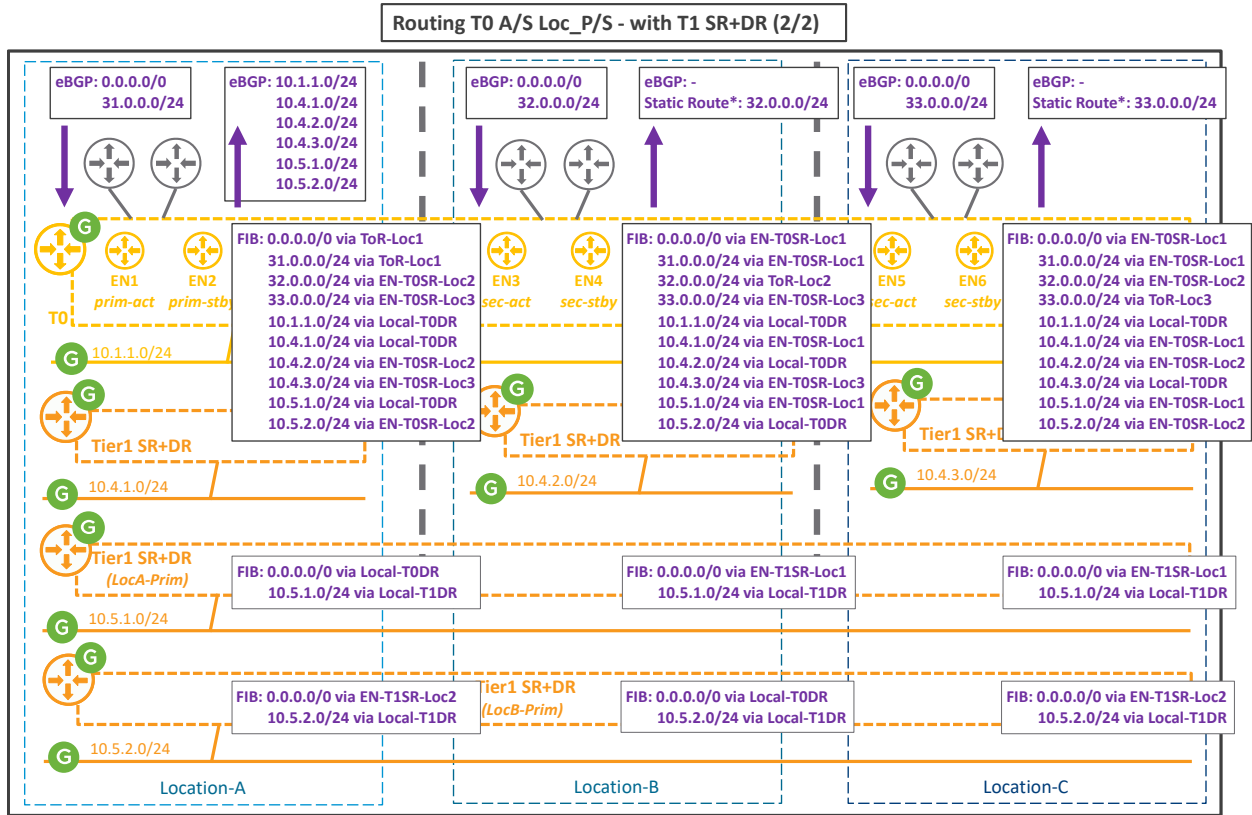 Routing T0 A/S Loc_P/S - with T1 SR+DR (2/2)
eBGP: 0.0.0.0/0
31.0.0.0/24
eBGP: 10.1.1.0/24
10.4.1.0/24
10.4.2.0/24
10.4.3.0/24
10.5.1.0/24
10.5.2.0/24
eBGP: 0.0.0.0/0
32.0.0.0/24
eBGP: -
Static Route*: 32.0.0.0/24
eBGP: 0.0.0.0/0
33.0.0.0/24
eBGP: -
Static Route*: 33.0.0.0/24
G
T0
EN1
prim-act
EN2
prim-stby
FIB: 0.0.0.0/0 via ToR-Loc1
31.0.0.0/24 via ToR-Loc1
32.0.0.0/24 via EN-T0SR-Loc2
33.0.0.0/24 via EN-T0SR-Loc3
10.1.1.0/24 via Local-T0DR
10.4.1.0/24 via Local-T0DR
10.4.2.0/24 via EN-T0SR-Loc2
10.4.3.0/24 via EN-T0SR-Loc3
10.5.1.0/24 via Local-T0DR
10.5.2.0/24 via EN-T0SR-Loc2
EN3
sec-act
EN4
sec-stby
FIB: 0.0.0.0/0 via EN-T0SR-Loc1
31.0.0.0/24 via EN-T0SR-Loc1
32.0.0.0/24 via ToR-Loc2
33.0.0.0/24 via EN-T0SR-Loc3
10.1.1.0/24 via Local-T0DR
10.4.1.0/24 via EN-T0SR-Loc1
10.4.2.0/24 via Local-T0DR
10.4.3.0/24 via EN-T0SR-Loc3
10.5.1.0/24 via EN-T0SR-Loc1
10.5.2.0/24 via Local-T0DR
EN5
sec-act
EN6
sec-stby
FIB: 0.0.0.0/0 via EN-T0SR-Loc1
31.0.0.0/24 via EN-T0SR-Loc1
32.0.0.0/24 via EN-T0SR-Loc2
33.0.0.0/24 via ToR-Loc3
10.1.1.0/24 via Local-T0DR
10.4.1.0/24 via EN-T0SR-Loc1
10.4.2.0/24 via EN-T0SR-Loc2
10.4.3.0/24 via Local-T0DR
10.5.1.0/24 via EN-T0SR-Loc1
10.5.2.0/24 via EN-T0SR-Loc2
G
10.1.1.0/24
G
Tier1 SR+DR
G
10.4.1.0/24
G
Tier1 SR+DR
G
10.4.2.0/24
G
Tier1 SR+D
G
10.4.3.0/24
G
Tier1 SR+DR
(LocA-Prim)
FIB: 0.0.0.0/0 via Local-T0DR
10.5.1.0/24 via Local-T1DR
FIB: 0.0.0.0/0 via EN-T1SR-Loc1
10.5.1.0/24 via Local-T1DR
FIB: 0.0.0.0/0 via EN-T1SR-Loc1
10.5.1.0/24 via Local-T1DR
G
10.5.1.0/24
G
FIB: 0.0.0.0/0 via EN-T1SR-Loc2
10.5.2.0/24 via Local-T1DR
Tier1 SR+DR
(LocB-Prim)
FIB: 0.0.0.0/0 via Local-T0DR
10.5.2.0/24 via Local-T1DR
FIB: 0.0.0.0/0 via EN-T1SR-Loc2
10.5.2.0/24 via Local-T1DR
G
10.5.2.0/24
Location-A
Location-B
Location-C